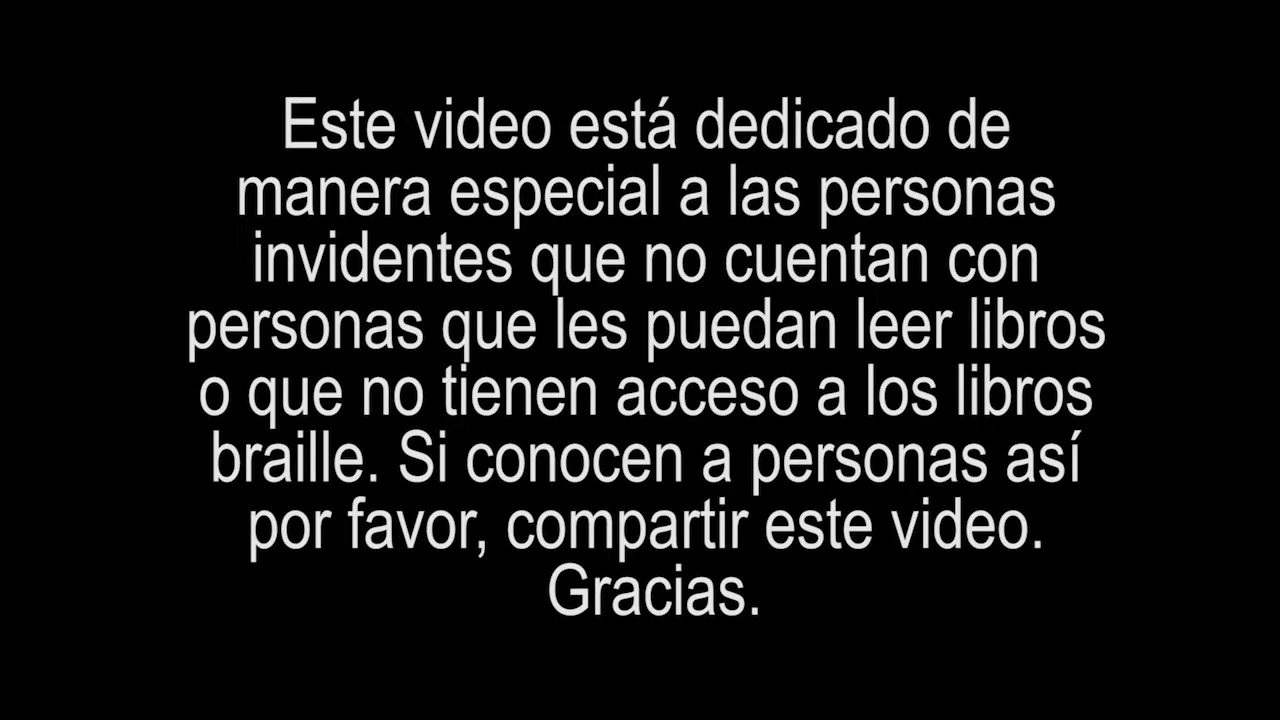 Este video está dedicado de
manera especial a las personas
invidentes que no cuentan con
personas que les puedan leer libros
o que no tienen acceso a los libros
braille. Si conocen a personas así
por favor, compartir este video.
Gracias.